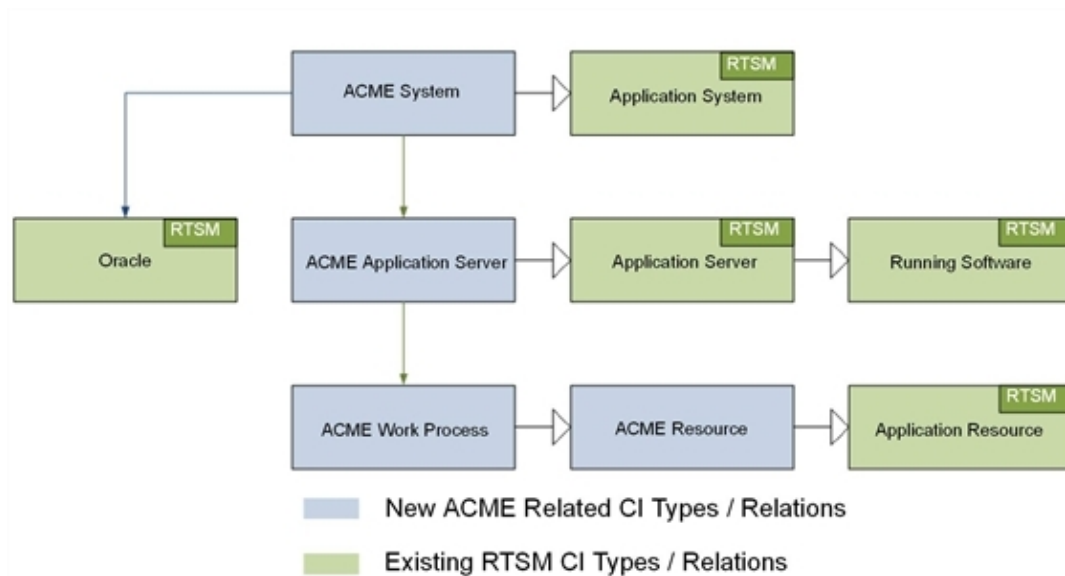 RTSM
ACME System
Application System
RTSM
Oracle
ACME Application Server
RTSM
Application Server
RTSM
Running Software
ACME Work Process
ACME Resource
RTSM
Application Resource
New ACME Related CI Types / Relations
Existing RTSM CI Types / Relations